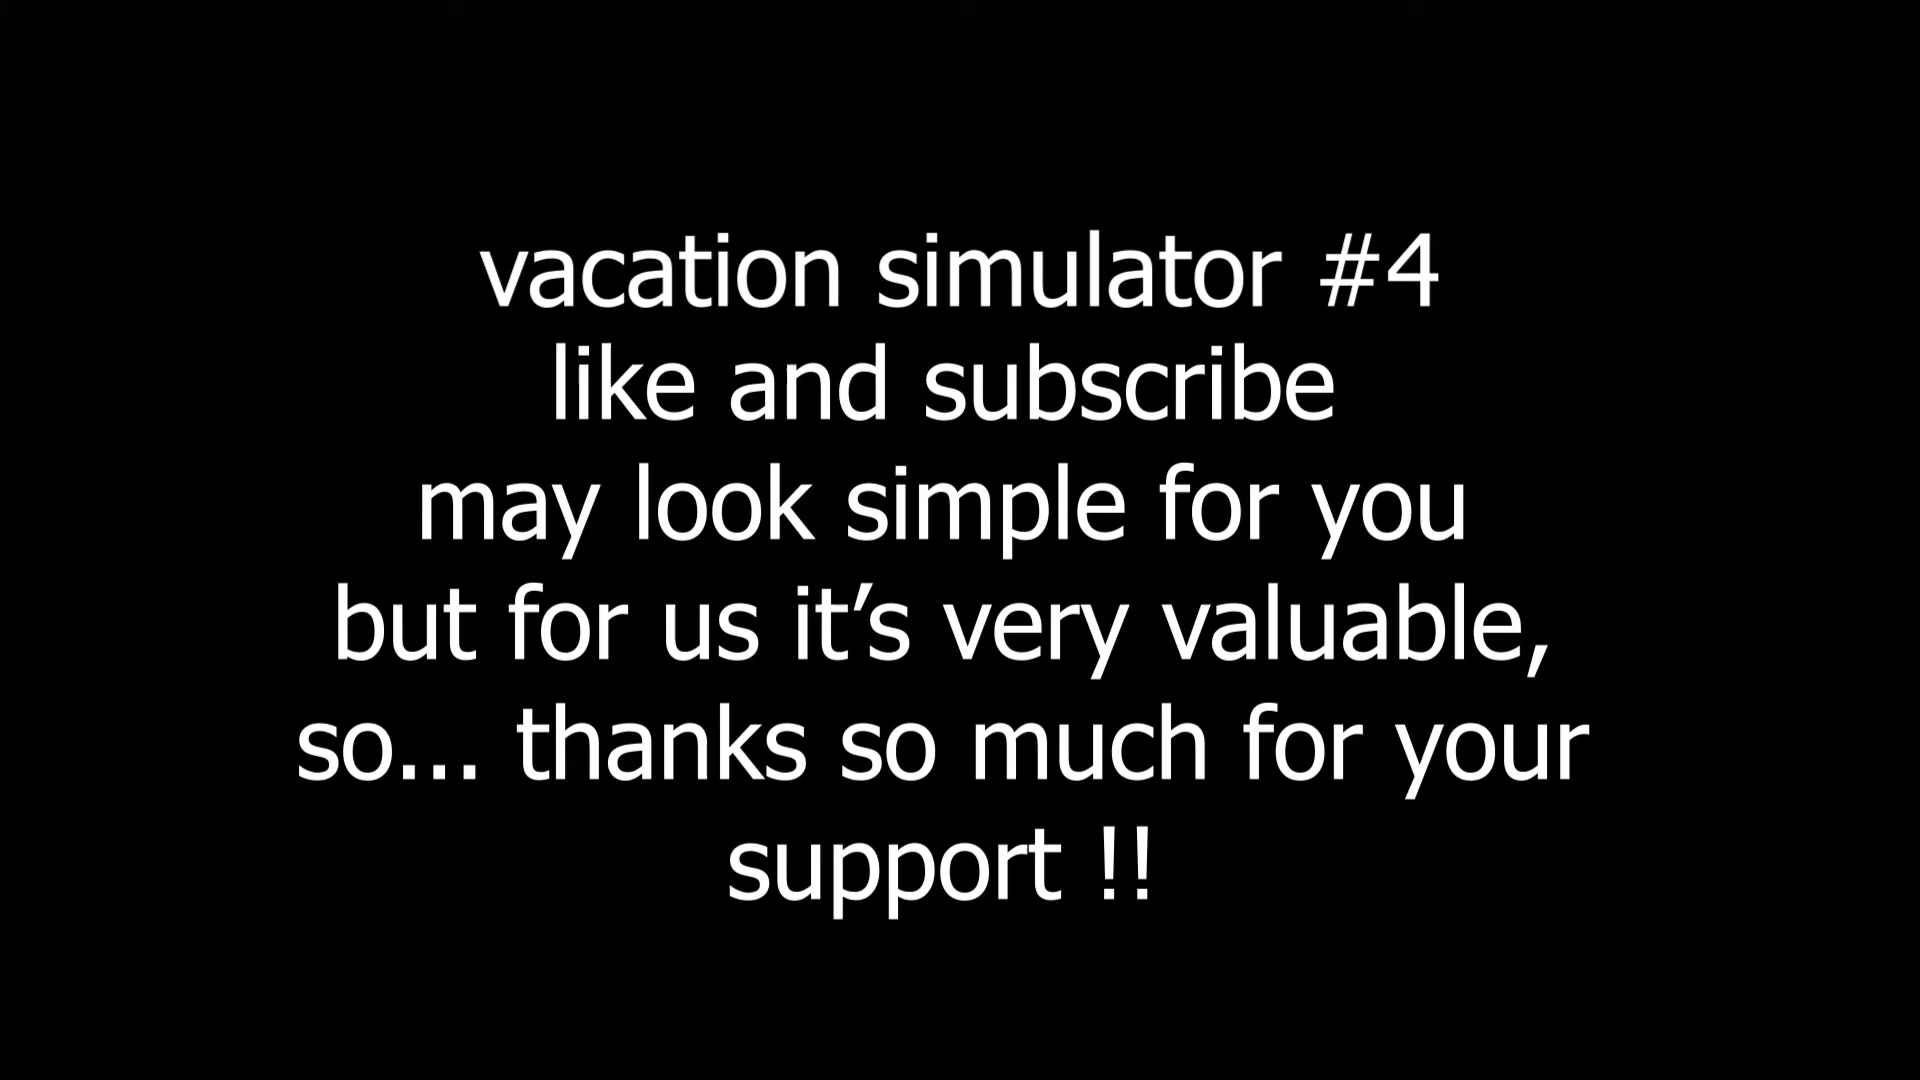 vacation simulator #4
like and subscribe
may look simple for you
but for us it’s very valuable,
so... thanks so much for your
support !!